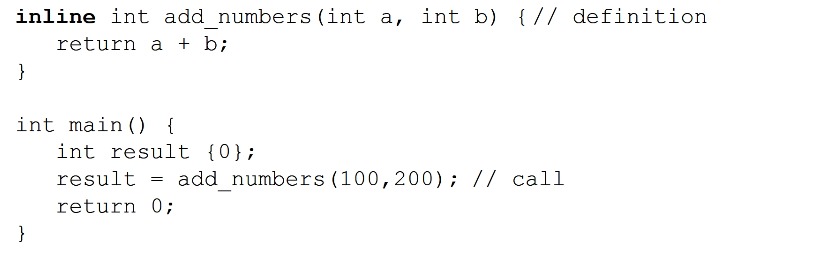 inline int add_numbers(int a, int b) {// definition
return a + b;
}
int main() {
int result {0};
result = add_numbers(100,200); // call
return 0;
}